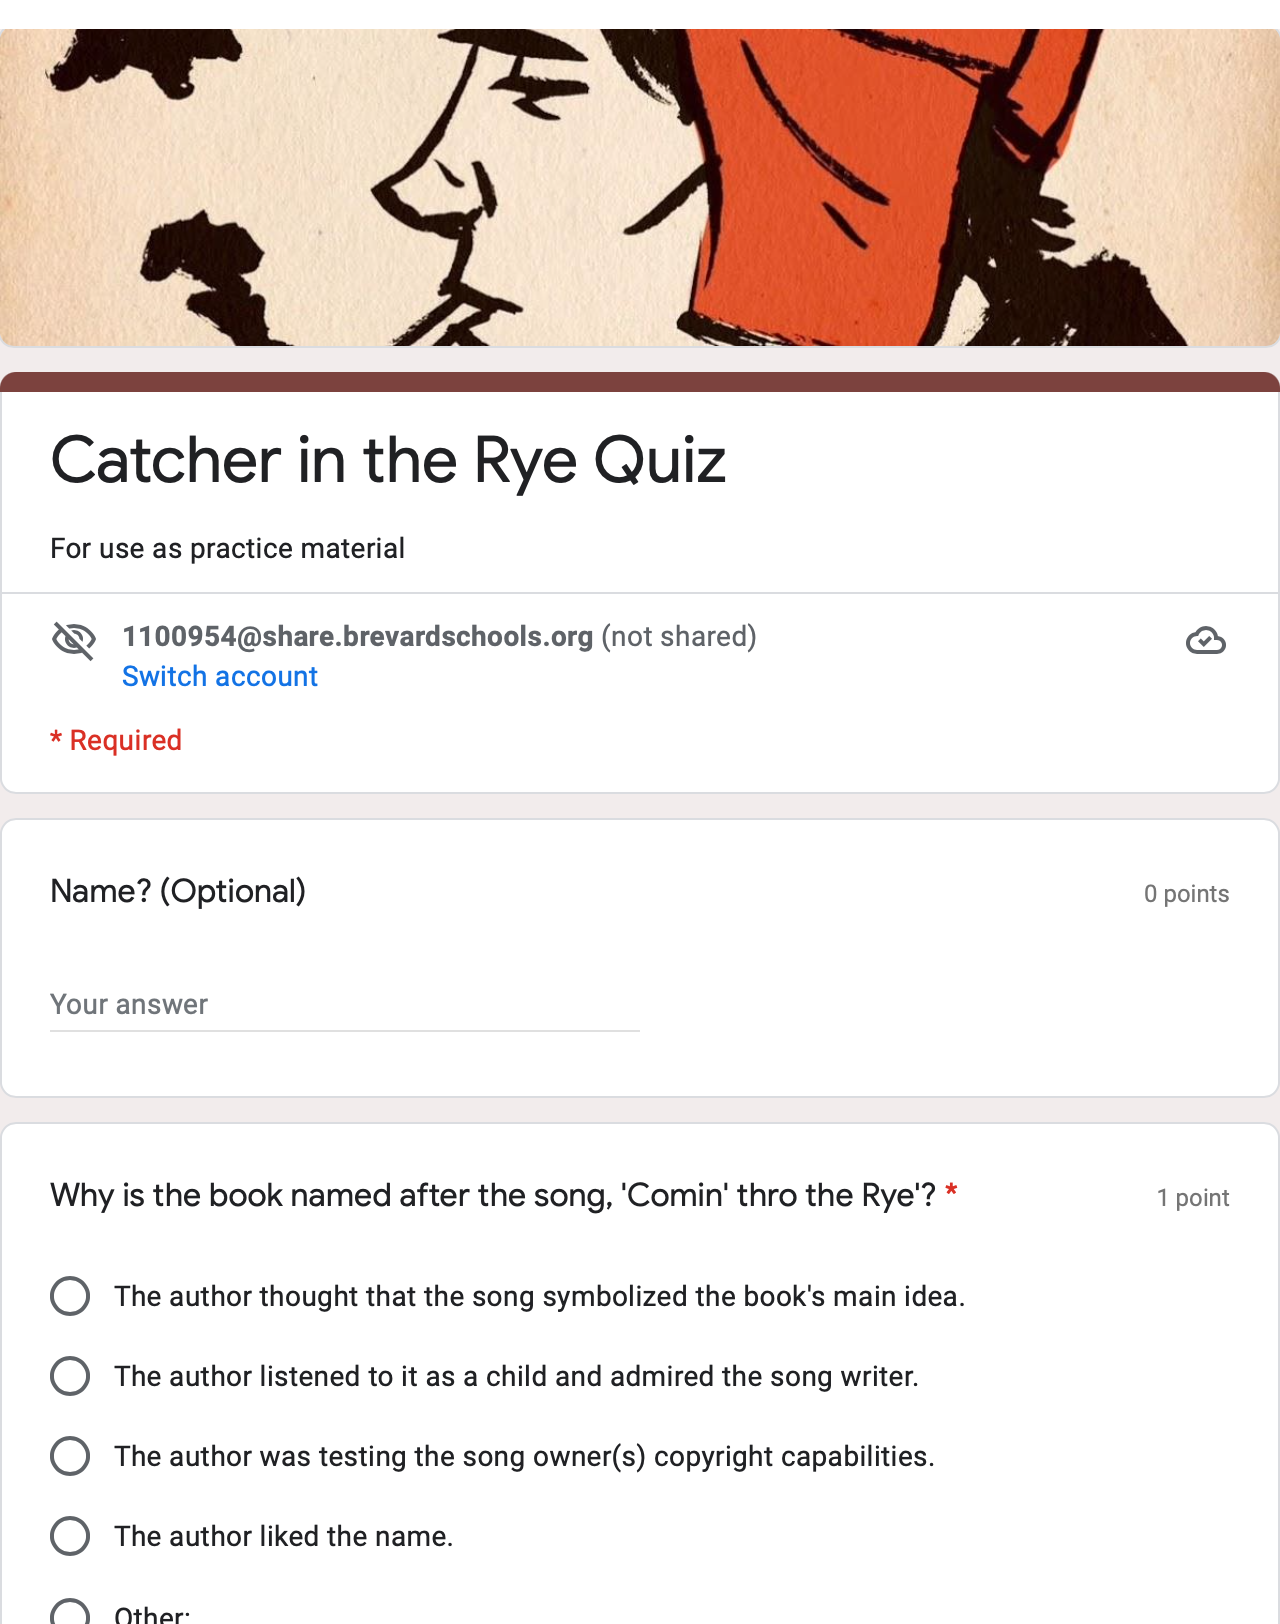 Catcher in the Rye Quiz
For use as practice material
1100954@share.brevardschools.org (not shared)
Switch account
* Required
Name? (Optional)
0 points
Your answer
Why is the book named after the song, 'Comin' thro the Rye'? *
1 point
The author thought that the song symbolized the book's main idea.
The author listened to it as a child and admired the song writer.
The author was testing the song owner(s) copyright capabilities.
The author liked the name.
Other: